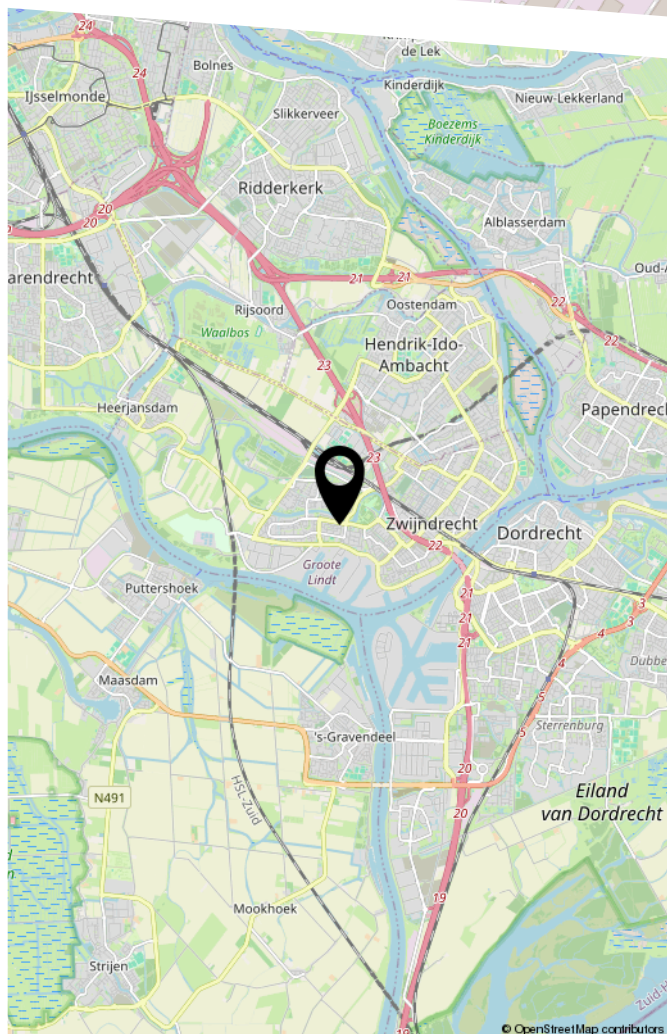 24
de Lek
Bolnes
24
Kinderdijk
IJsselmonde
Nieuw-Lekkerland
Slikkerveer
Boezems
Kinderdijk
Ridderkerk
20
20
Alblasserdam
arendrecht
21
21
22
Rijsoord
Oostendam
Waalbos
Hendrik-Ido-
Ambacht
22
23
Heerjansdam
Papendrech
23
Zwijndrecht
Dordrecht
22
Groote
Lindt
Puttershoek
21
21
21
3
3
4
4
Maasdam
Dubbe
5
Sterrenburg
's-Gravendeel
5
20
Eiland
van Dordrecht
N491
HSL-Zuid
20
19
Mookhoek
Strijen
Zuid-H
19
© OpenStreetMap contributors